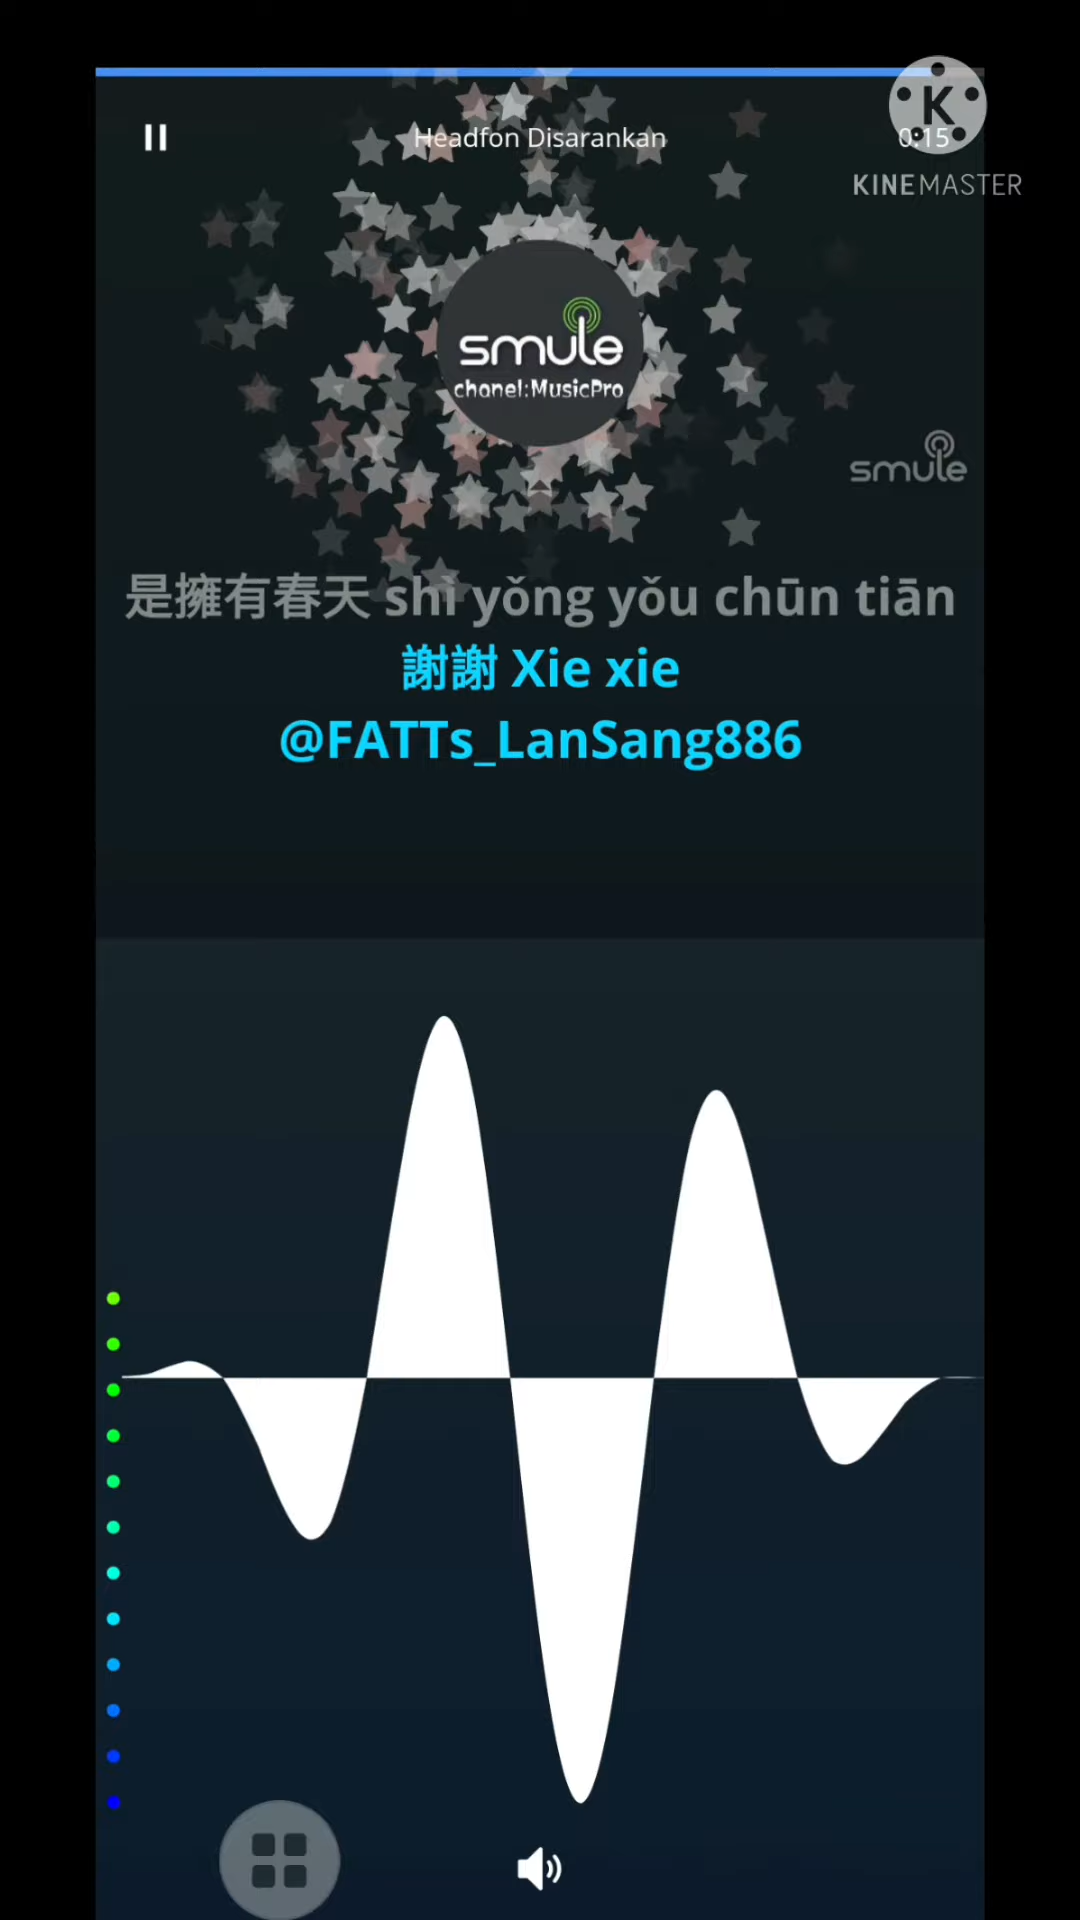 Headfon Disarankan
0:15
K
KINEMASTER
smule
chanel:MusicPro
smule
是擁有春天 shì yǒng yǒu chūn tiān
謝謝 Xie xie
@FATTs_LanSang886